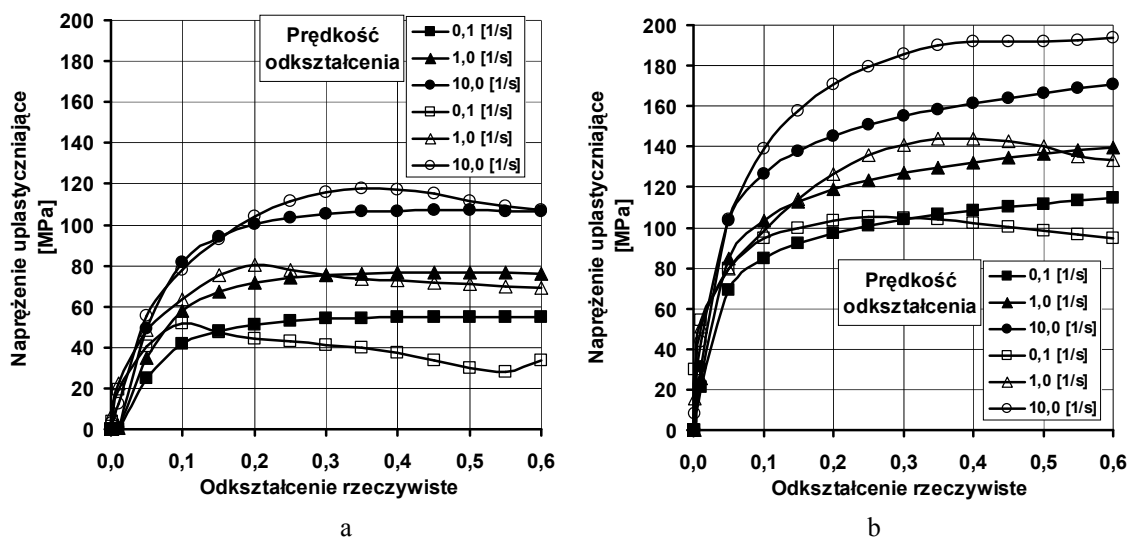 Naprężenie uplastyczniające
[MPa]
200
180
160
140
120
100
80
60
40
20
0
Prędkość
odkształcenia
0,1 [1/s]
1,0 [1/s]
10,0 [1/s]
0,1 [1/s]
1,0 [1/s]
10,0 [1/s]
0,0 0,1 0,2 0,3 0,4 0,5 0,6
Odkształcenie rzeczywiste
a
Naprężenie uplastyczniające
[MPa]
200
180
160
140
120
100
80
60
40
20
0
Prędkość
odkształcenia
0,1 [1/s]
1,0 [1/s]
10,0 [1/s]
0,1 [1/s]
1,0 [1/s]
10,0 [1/s]
0,0 0,1 0,2 0,3 0,4 0,5 0,6
Odkształcenie rzeczywiste
b